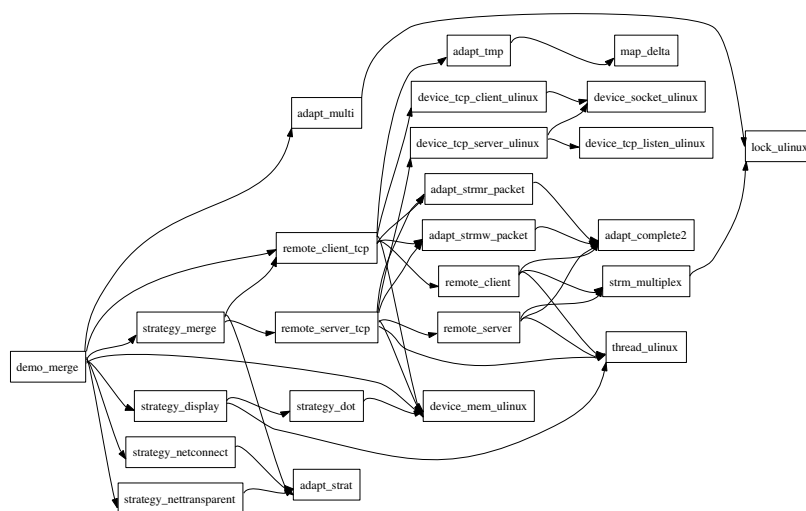 adapt_tmp
map_delta
device_tcp_client_ulinux
device_socket_ulinux
adapt_multi
device_tcp_server_ulinux
device_tcp_listen_ulinux
lock_ulinux
adapt_strmr_packet
remote_client_tcp
adapt_strmw_packet
adapt_complete2
remote_client
strm_multiplex
strategy_merge
remote_server_tcp
remote_server
thread_ulinux
demo_merge
strategy_display
strategy_dot
device_mem_ulinux
strategy_netconnect
adapt_strat
strategy_nettransparent